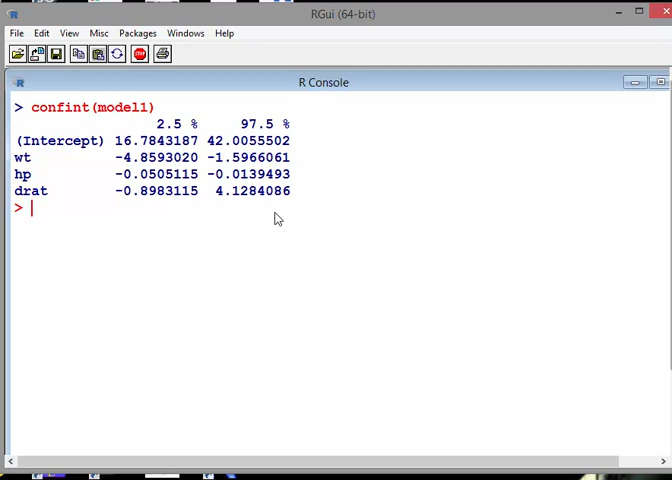 RGui (64-bit)
File Edit View Misc Packages Windows Help
STOP
R Console
> confint(model1)
2.5 % 97.5 %
(Intercept) 16.7843187 42.0055502
wt -4.8593020 -1.5966061
hp -0.0505115 -0.0139493
drat -0.8983115 4.1284086
>